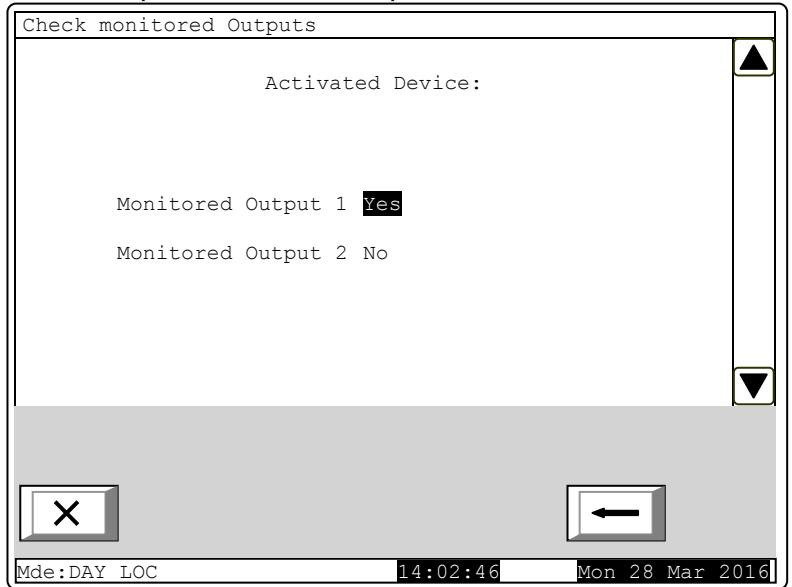 Check monitored Outputs
Activated Device:
Monitored Output 1 Yes
Monitored Output 2 No
Mde:DAY LOC 14:02:46 Mon 28 Mar 2016